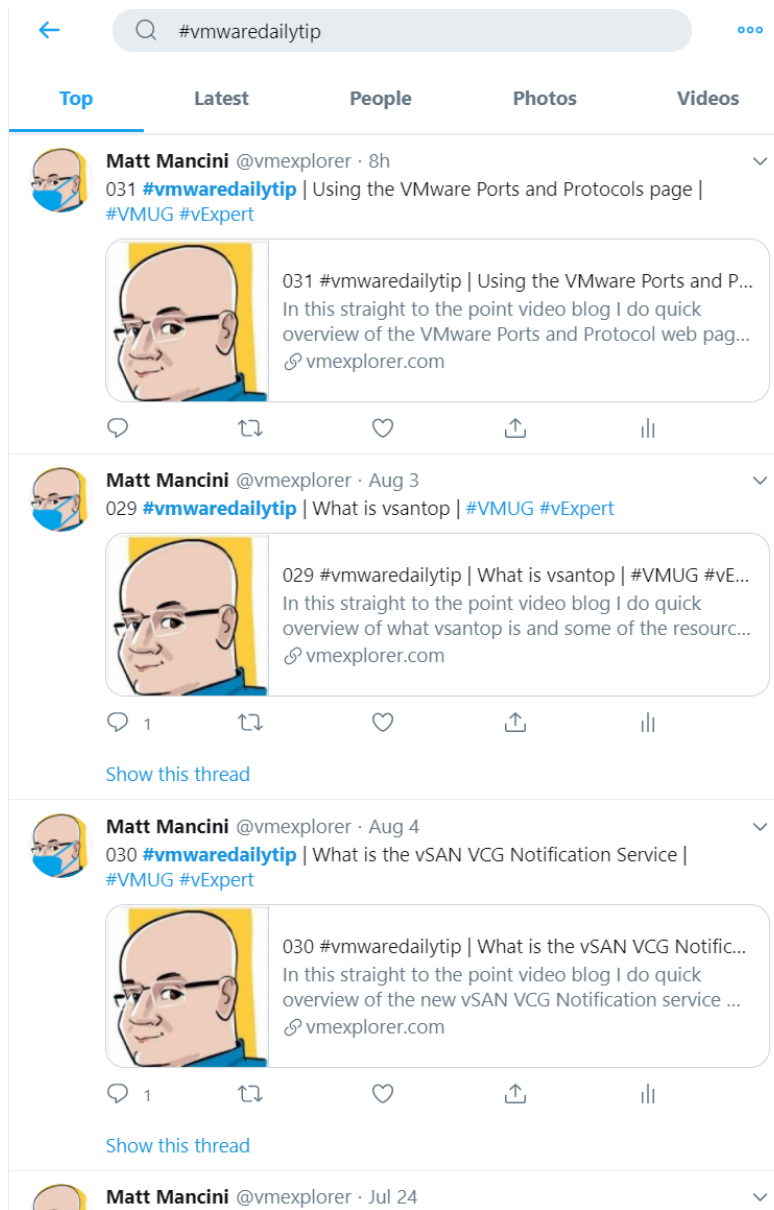 #vmwaredailytip
Top Latest People Photos Videos
Matt Mancini @vmexplorer · 8h
031 #vmwaredailytip | Using the VMware Ports and Protocols page |
#VMUG #vExpert
031 #vmwaredailytip | Using the VMware Ports and P...
In this straight to the point video blog I do quick
overview of the VMware Ports and Protocol web pag...
vmexplorer.com
Matt Mancini @vmexplorer · Aug 3
029 #vmwaredailytip | What is vsantop | #VMUG #vExpert
029 #vmwaredailytip | What is vsantop | #VMUG #vE...
In this straight to the point video blog I do quick
overview of what vsantop is and some of the resourc...
vmexplorer.com
1
Show this thread
Matt Mancini @vmexplorer · Aug 4
030 #vmwaredailytip | What is the vSAN VCG Notification Service |
#VMUG #vExpert
030 #vmwaredailytip | What is the vSAN VCG Notific...
In this straight to the point video blog I do quick
overview of the new vSAN VCG Notification service ...
vmexplorer.com
1
Show this thread
Matt Mancini @vmexplorer · Jul 24